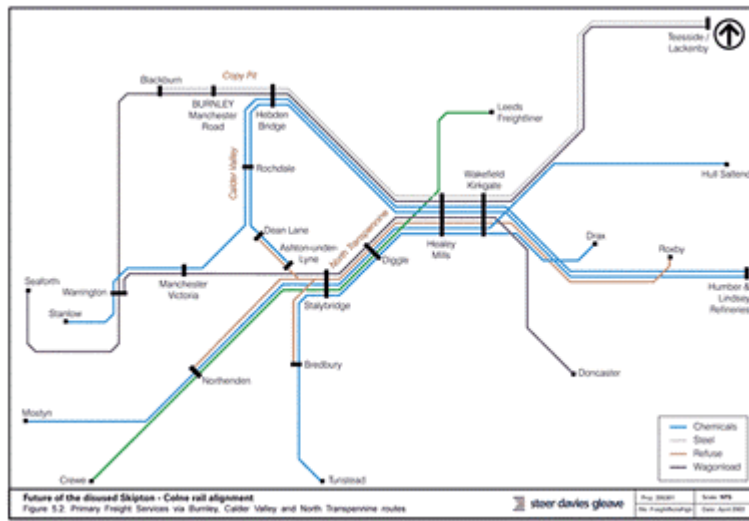 Teesside /
Lackenby
Copy Pit
Blackburn
BURNLEY
Manchester
Road
Hebden
Bridge
Leeds
Freightliner
Calder Valley
Rochdale
Wakefield
Kirkgate
Hull Saltend
Dean Lane
Ashton-under-
Lyne
North Transpennine
Diggle
Healey
Mills
Drax
Roxby
Seaforth
Warrington
Manchester
Victoria
Stanlow
Stalybridge
Humber &
Lindsey
Refineries
Northenden
Bredbury
Doncaster
Mostyn
Crewe
Tunstead
Chemicals
Steel
Refuse
Wagonload
Future of the disused Skipton - Colne rail alignment
Figure 5.2. Primary Freight Services via Burnley, Calder Valley and North Transpennine routes
steer davies gleave
Scale: NTS